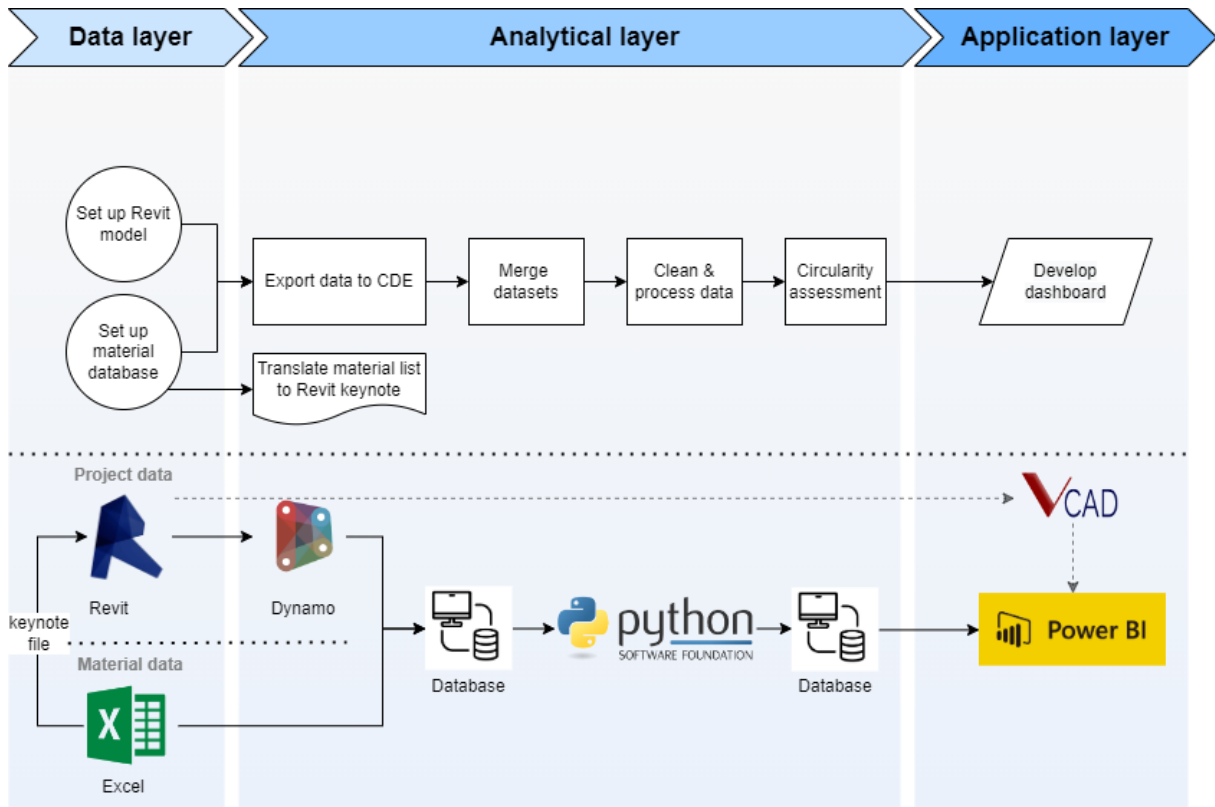 Data layer
Analytical layer
Application layer
Set up Revit
model
Export data to CDE
Merge
datasets
Clean &
process data
Circularity
assessment
Develop
dashboard
Set up
material
database
Translate material list
to Revit keynote
Project data
VCAD
Revit
Dynamo
keynote
file
python
SOFTWARE FOUNDATION
Power BI
Material data
Database
Database
X
Excel